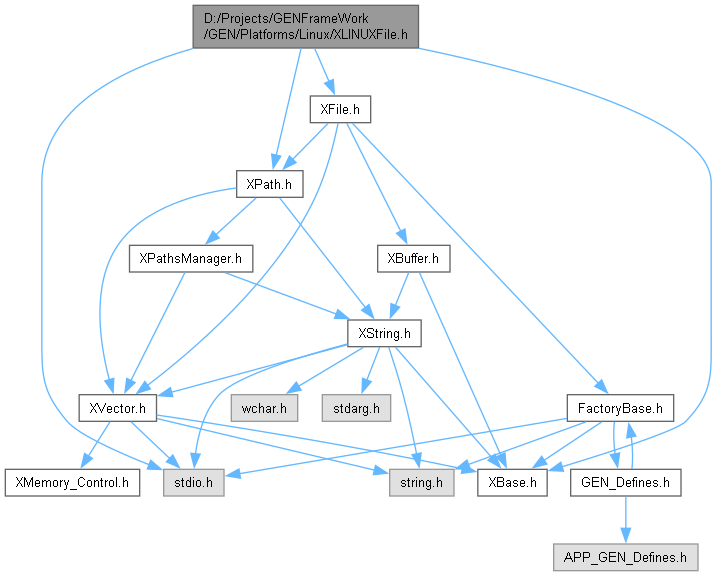 D:/Projects/GENFrameWork
/GEN/Platforms/Linux/XLINUXFile.h
XFile.h
XPath.h
XPathsManager.h
XBuffer.h
XString.h
XVector.h
wchar.h
stdarg.h
FactoryBase.h
XMemory_Control.h
stdio.h
string.h
XBase.h
GEN_Defines.h
APP_GEN_Defines.h